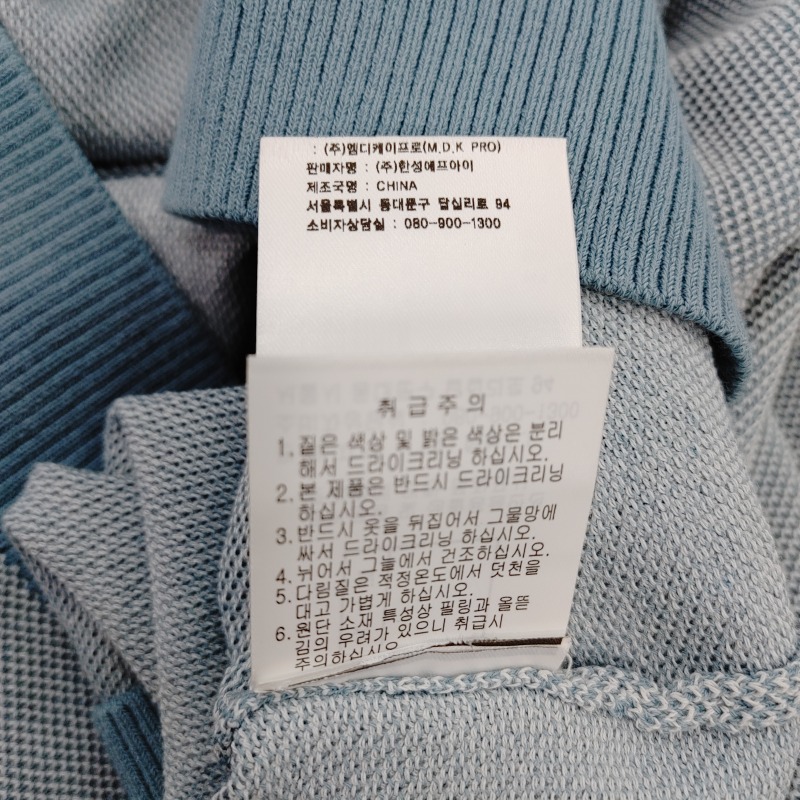 : (주)엠디케이프로(M.D.K PRO)
판매자명 : (주)한성에프아이
제조국명 : CHINA
서울특별시 동대문구 답십리로 94
소비자상담실 : 080-900-1300
취급주의
1. 짙은 색상 및 밝은 색상은 분리
해서 드라이크리닝 하십시오.
2. 본 제품은 반드시 드라이크리닝
하십시오.
3. 반드시 옷을 뒤집어서 그물망에
싸서 드라이크리닝 하십시오.
4. 뉘어서 그늘에서 건조하십시오.
5. 다림질은 적정온도에서 덧천을
대고 가볍게 하십시오.
6. 원단 소재 특성상 필링과 올뜯
김의 우려가 있으니 취급시
주의하십시오